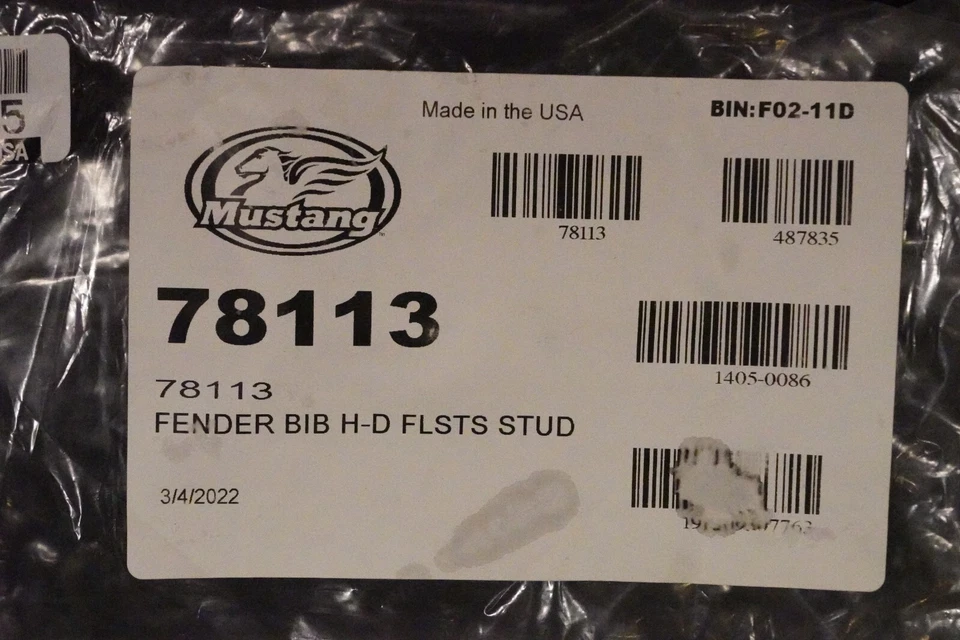 5
SA
Made in the USA
BIN:F02-11D
Mustang
78113
487835
78113
1405-0086
78113
FENDER BIB H-D FLSTS STUD
3/4/2022